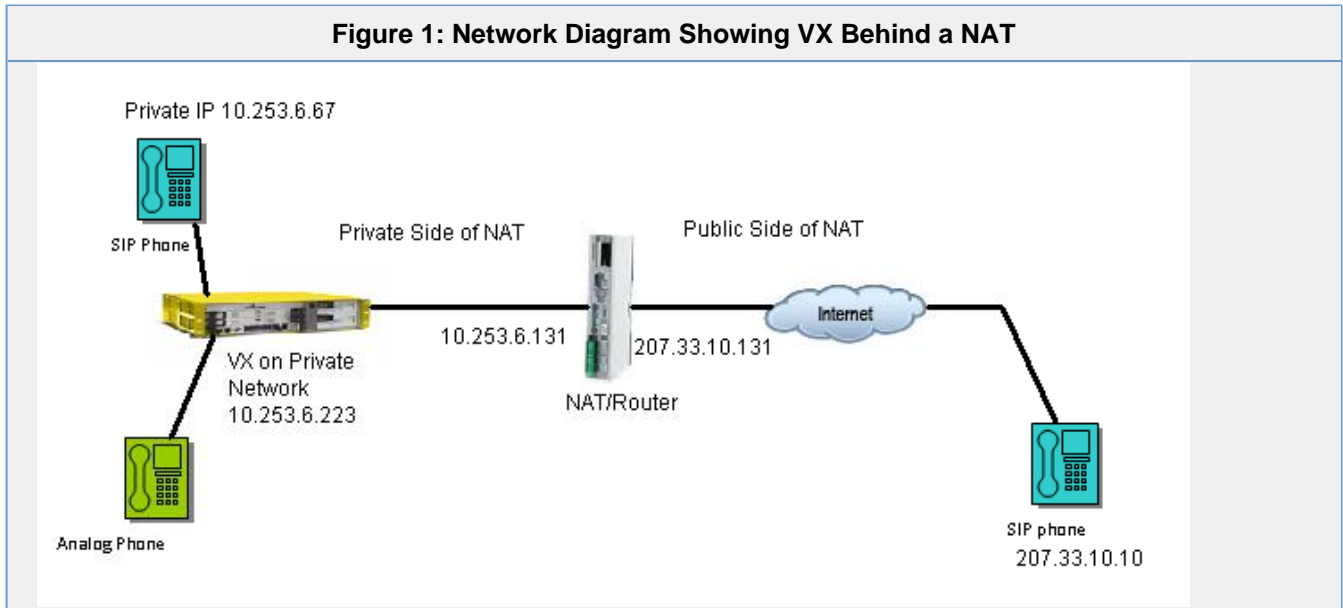 Figure 1: Network Diagram Showing VX Behind a NAT
Private IP 10.253.6.67
SIP Phone
Private Side of NAT
Public Side of NAT
Internet
10.253.6.131
207.33.10.131
VX on Private
Network
10.253.6.223
NAT/Router
Analog Phone
SIP phone
207.33.10.10